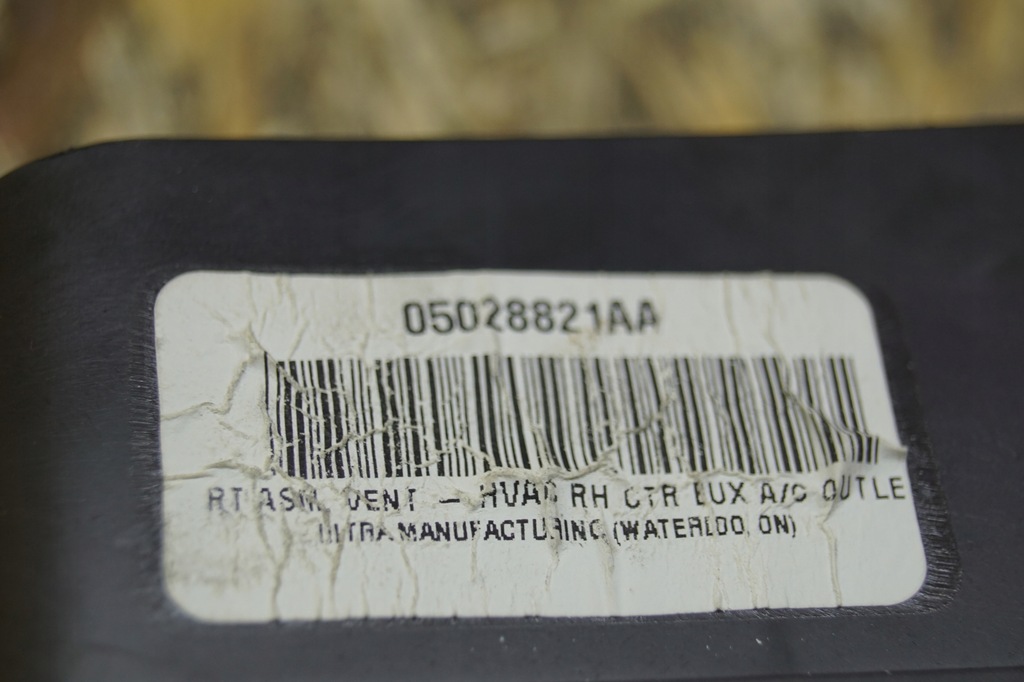 05028821AA
RT ASM, VENT - HVAC RH CTR LUX A/C OUTLE
ULTRA MANUFACTURING (WATERLOO, ON)